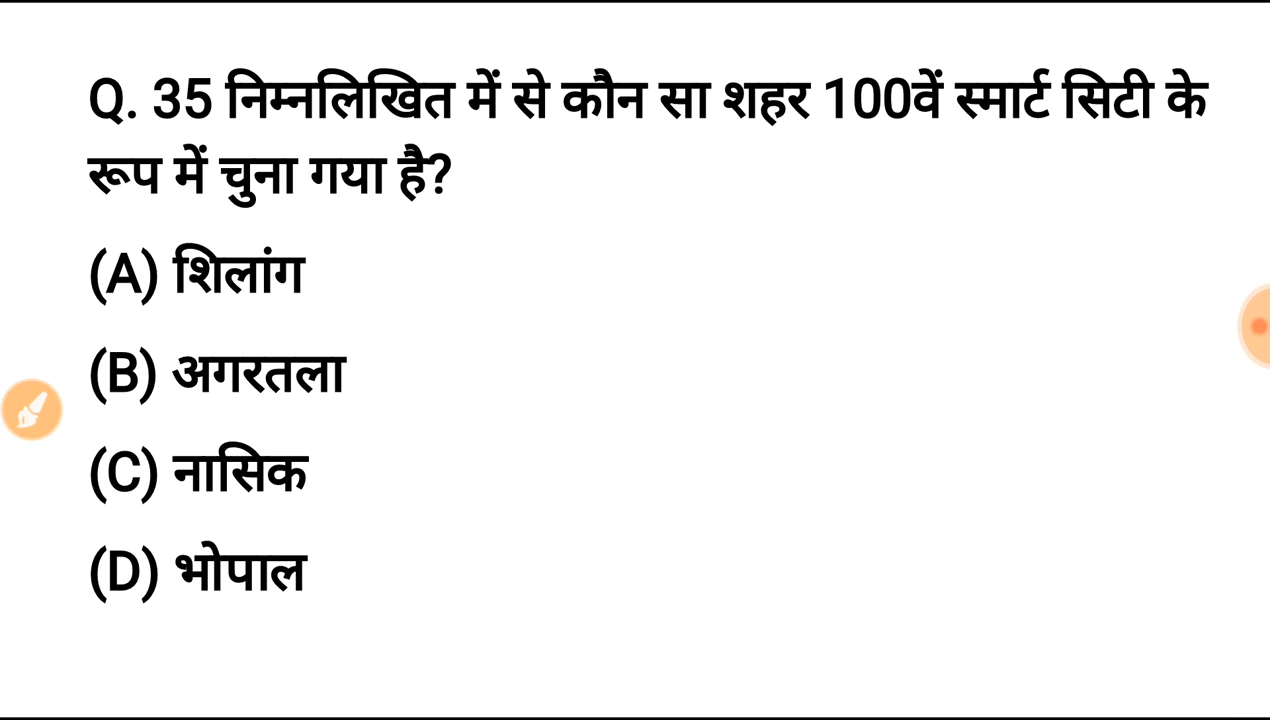 Q. 35 निम्नलिखित में से कौन सा शहर 100वें स्मार्ट सिटी के
रूप में चुना गया है?
(A) शिलांग
(B) अगरतला
(C) नासिक
(D) भोपाल